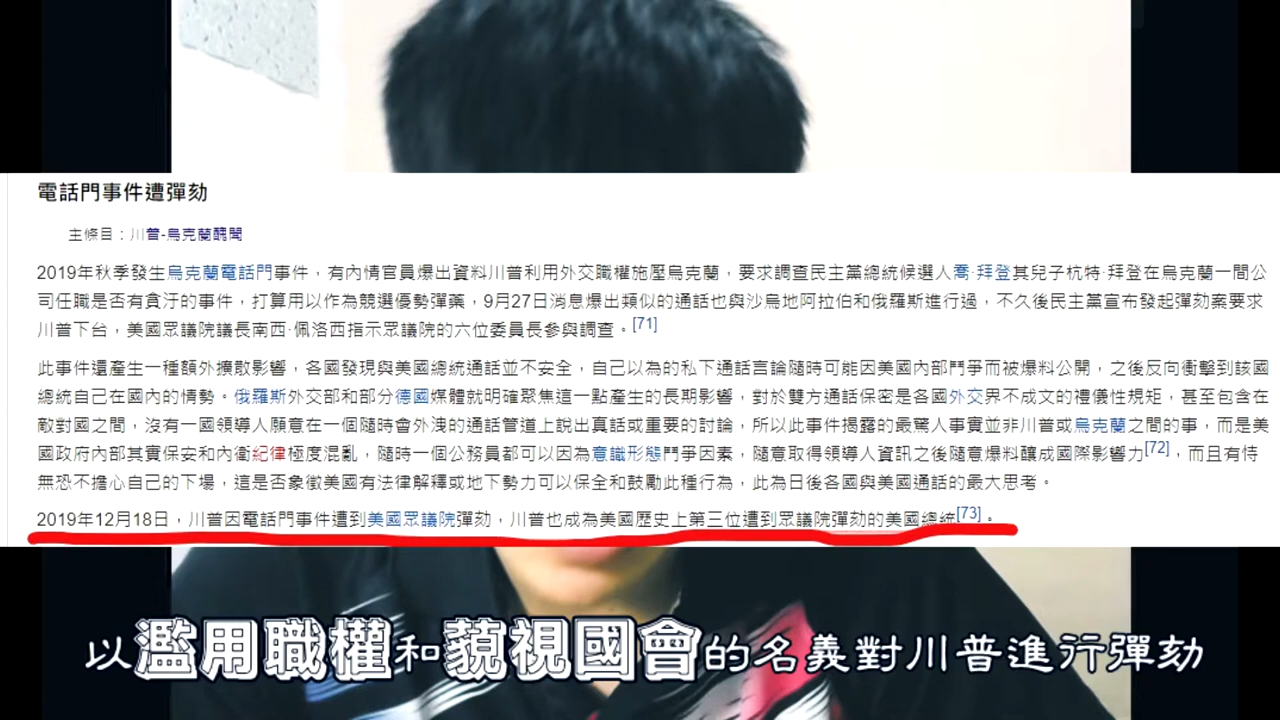 電話門事件遭彈劾
主條目：川普-烏克蘭醜聞
2019年秋季發生烏克蘭電話門事件，有內情官員爆出資料川普利用外交職權施壓烏克蘭，要求調查民主黨總統候選人喬·拜登其兒子杭特·拜登在烏克蘭一間公
司任職是否有貪汙的事件，打算用以作為競選優勢彈藥，9月27日消息爆出類似的通話也與沙烏地阿拉伯和俄羅斯進行過，不久後民主黨宣布發起彈劾案要求
川普下台，美國眾議院議長南西·佩洛西指示眾議院的六位委員長參與調查。[71]
此事件還產生一種額外擴散影響，各國發現與美國總統通話並不安全，自己以為的私下通話言論隨時可能因美國內部鬥爭而被爆料公開，之後反向衝擊到該國
總統自己在國內的情勢。俄羅斯外交部和部分德國媒體就明確聚焦這一點產生的長期影響，對於雙方通話保密是各國外交界不成文的禮儀性規矩，甚至包含在
敵對國之間，沒有一國領導人願意在一個隨時會外洩的通話管道上說出真話或重要的討論，所以此事件揭露的最驚人事實並非川普或烏克蘭之間的事，而是美
國政府內部其實保安和內衛紀律極度混亂，隨時一個公務員都可以因為意識形態鬥爭因素，隨意取得領導人資訊之後隨意爆料釀成國際影響力[72]，而且有恃
無恐不擔心自己的下場，這是否象徵美國有法律解釋或地下勢力可以保全和鼓勵此種行為，此為日後各國與美國通話的最大思考。
2019年12月18日，川普因電話門事件遭到美國眾議院彈劾，川普也成為美國歷史上第三位遭到眾議院彈劾的美國總統[73]。
以濫用職權和藐視國會的名義對川普進行彈劾